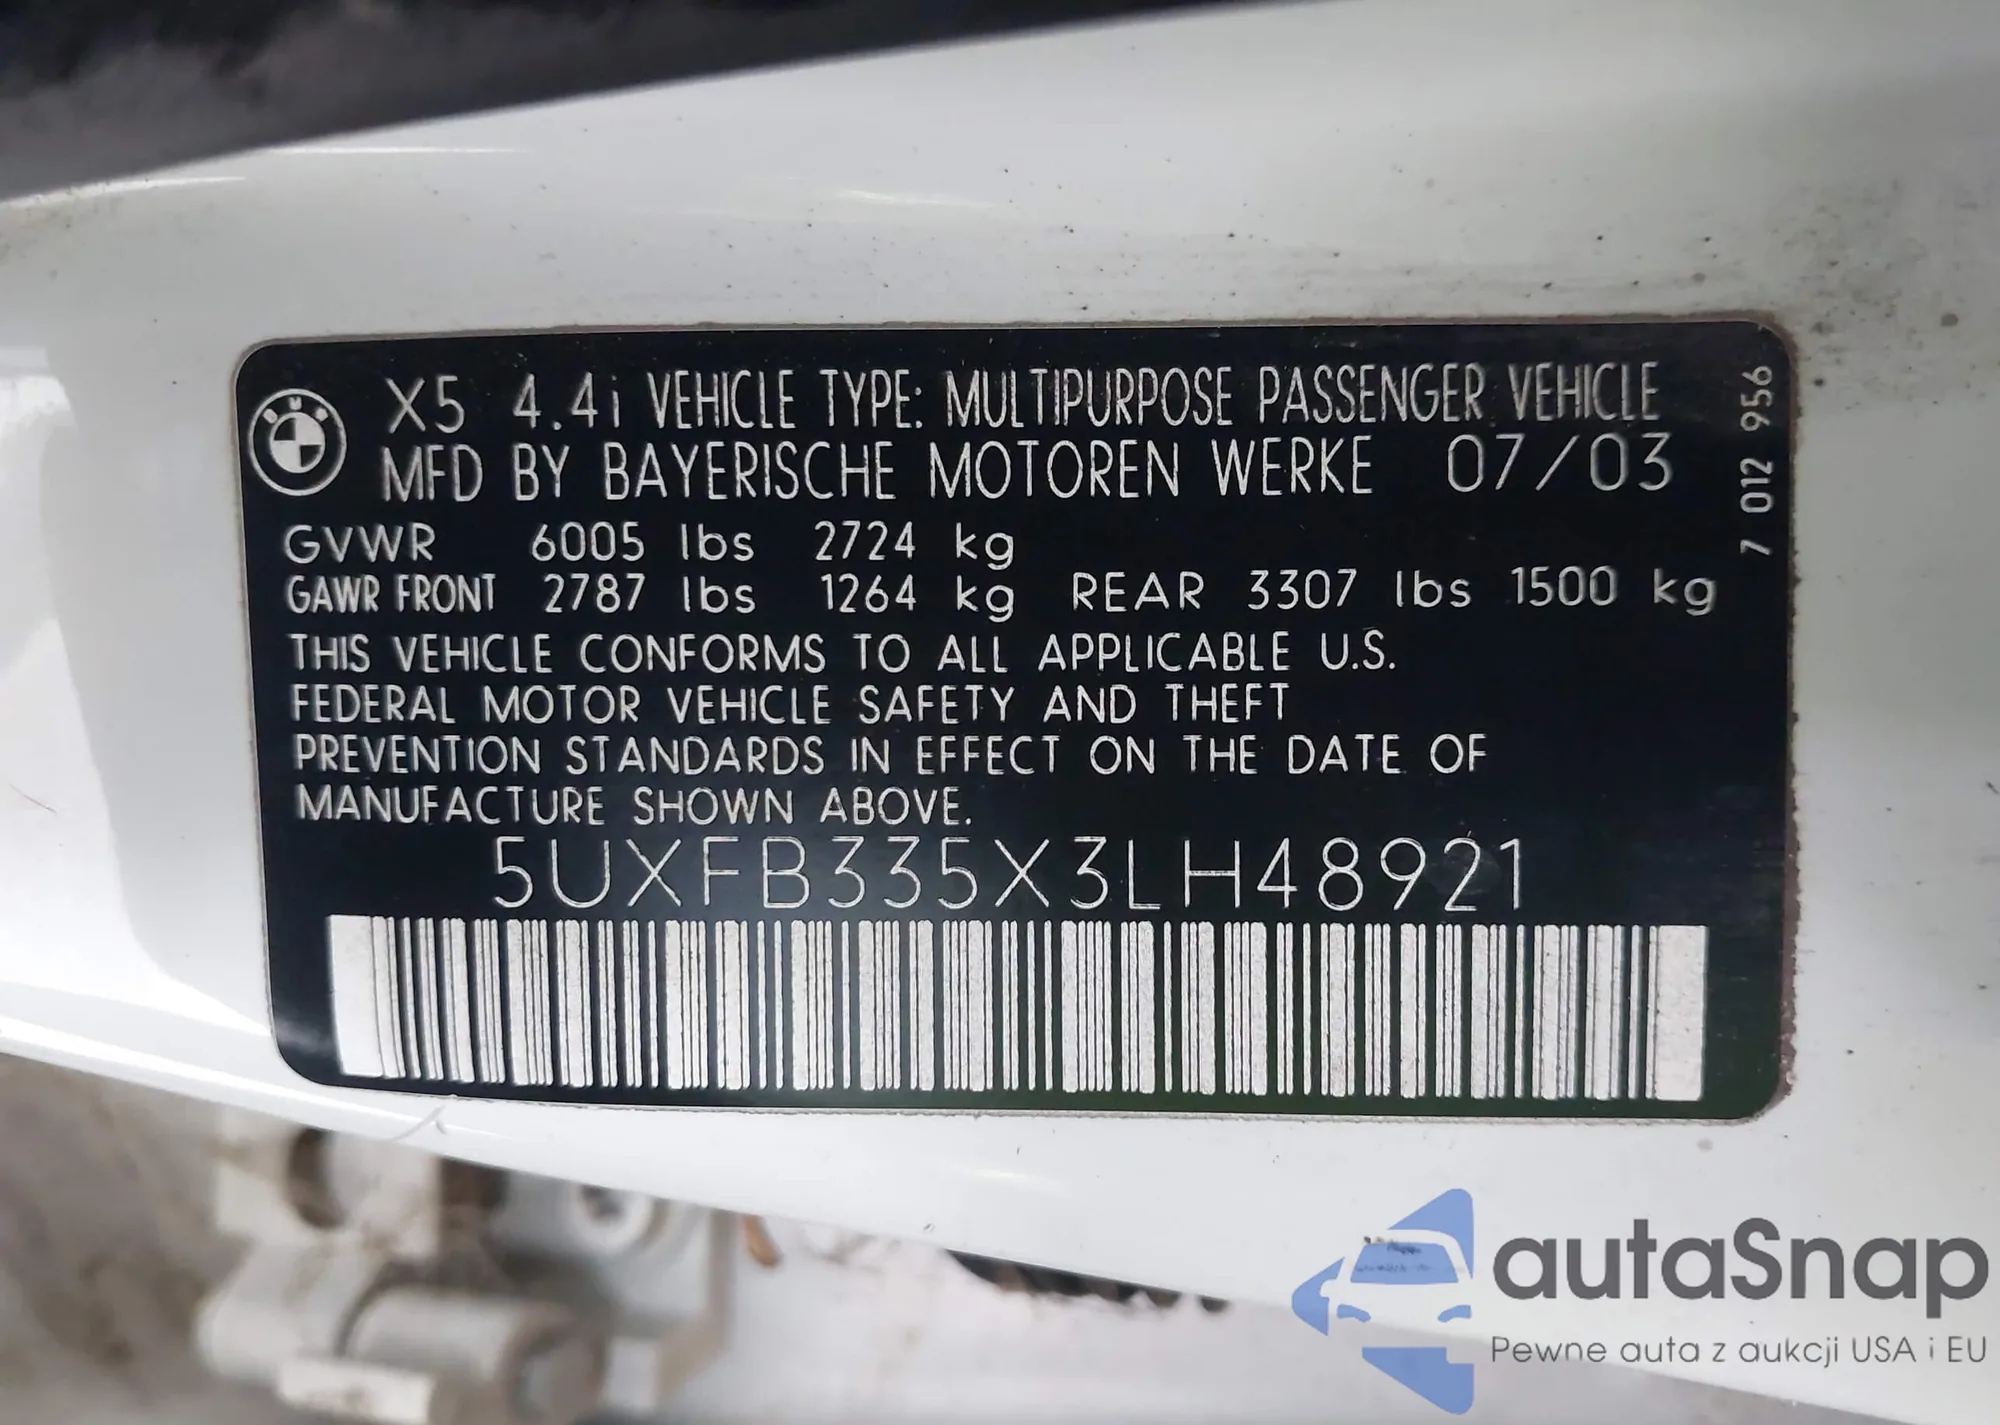 BMW
X5 4.4i VEHICLE TYPE: MULTIPURPOSE PASSENGER VEHICLE
MFD BY BAYERISCHE MOTOREN WERKE 07/03
GVWR 6005 lbs 2724 kg
GAWR FRONT 2787 lbs 1264 kg REAR 3307 lbs 1500 kg
THIS VEHICLE CONFORMS TO ALL APPLICABLE U.S.
FEDERAL MOTOR VEHICLE SAFETY AND THEFT
PREVENTION STANDARDS IN EFFECT ON THE DATE OF
MANUFACTURE SHOWN ABOVE.
5UXFB335X3LH48921
7 012 956
autaSnap
Pewne auta z aukcji USA i EU